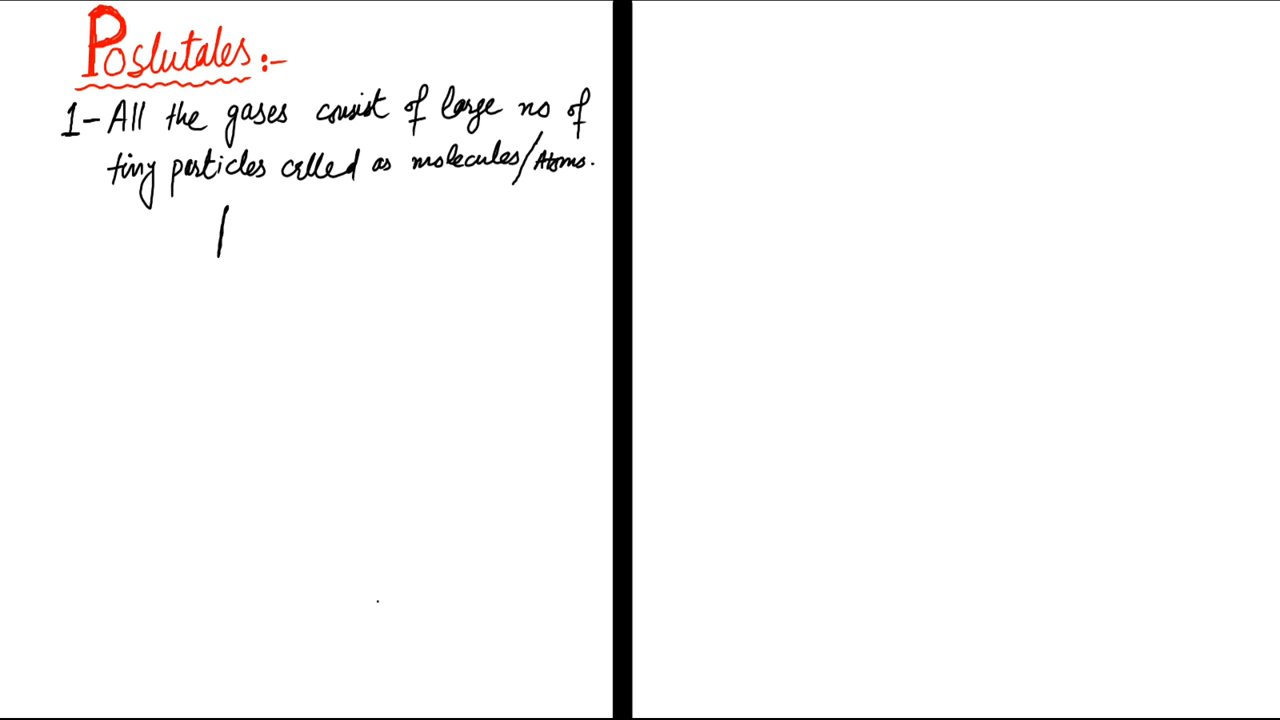 Poslutales :-
1- All the gases consist of large no of
tiny particles called as molecules/Atoms.